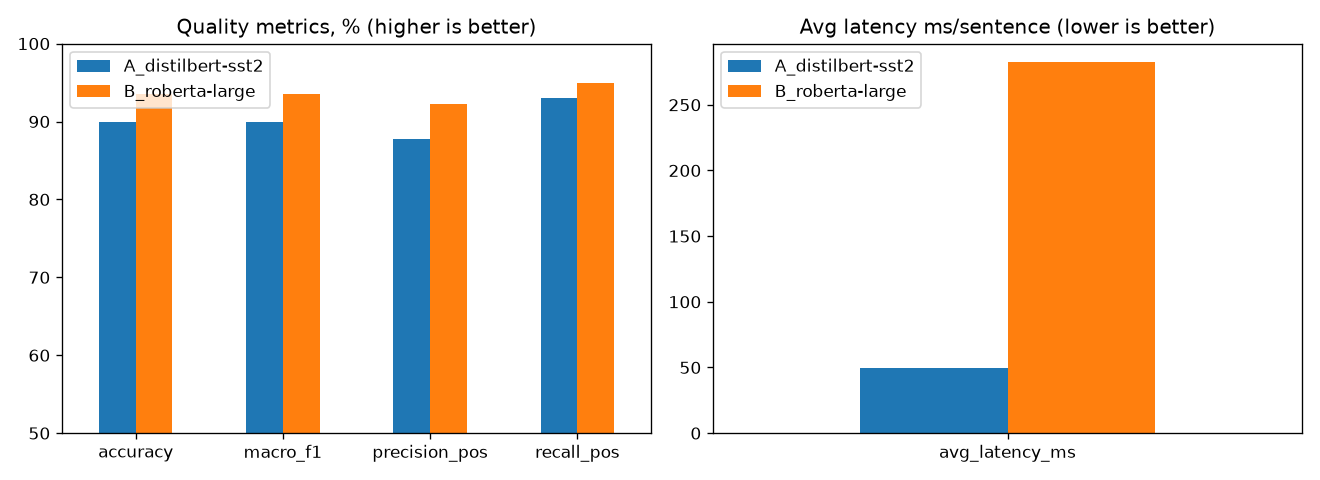 Quality metrics, % (higher is better)
100
90
80
70
60
50
A_distilbert-sst2
B_roberta-large
accuracy
macro_f1
precision_pos
recall_pos
Avg latency ms/sentence (lower is better)
250
200
150
100
50
0
A_distilbert-sst2
B_roberta-large
avg_latency_ms